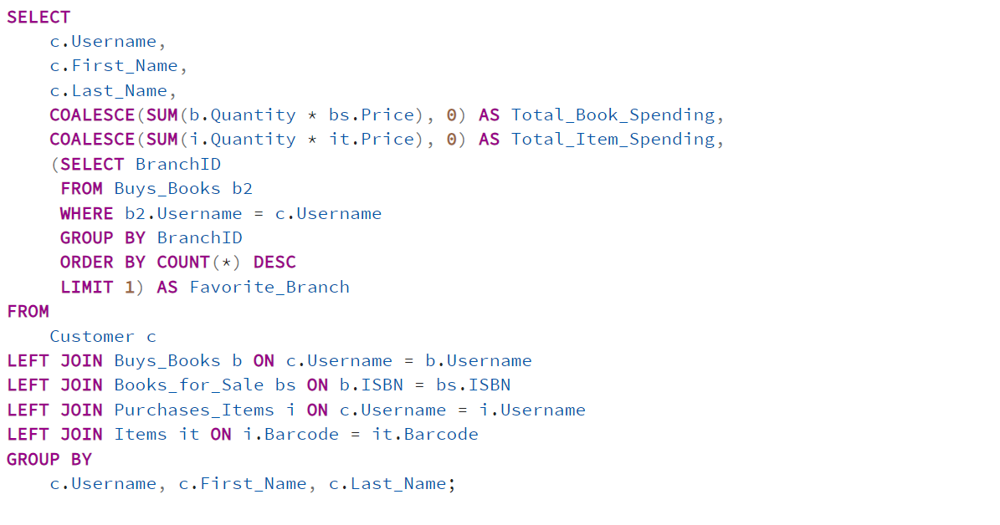 SELECT
    c.Username,
    c.First_Name,
    c.Last_Name,
    COALESCE(SUM(b.Quantity * bs.Price), 0) AS Total_Book_Spending,
    COALESCE(SUM(i.Quantity * it.Price), 0) AS Total_Item_Spending,
    (SELECT BranchID
     FROM Buys_Books b2
     WHERE b2.Username = c.Username
     GROUP BY BranchID
     ORDER BY COUNT(*) DESC
     LIMIT 1) AS Favorite_Branch
FROM
    Customer c
LEFT JOIN Buys_Books b ON c.Username = b.Username
LEFT JOIN Books_for_Sale bs ON b.ISBN = bs.ISBN
LEFT JOIN Purchases_Items i ON c.Username = i.Username
LEFT JOIN Items it ON i.Barcode = it.Barcode
GROUP BY
    c.Username, c.First_Name, c.Last_Name;